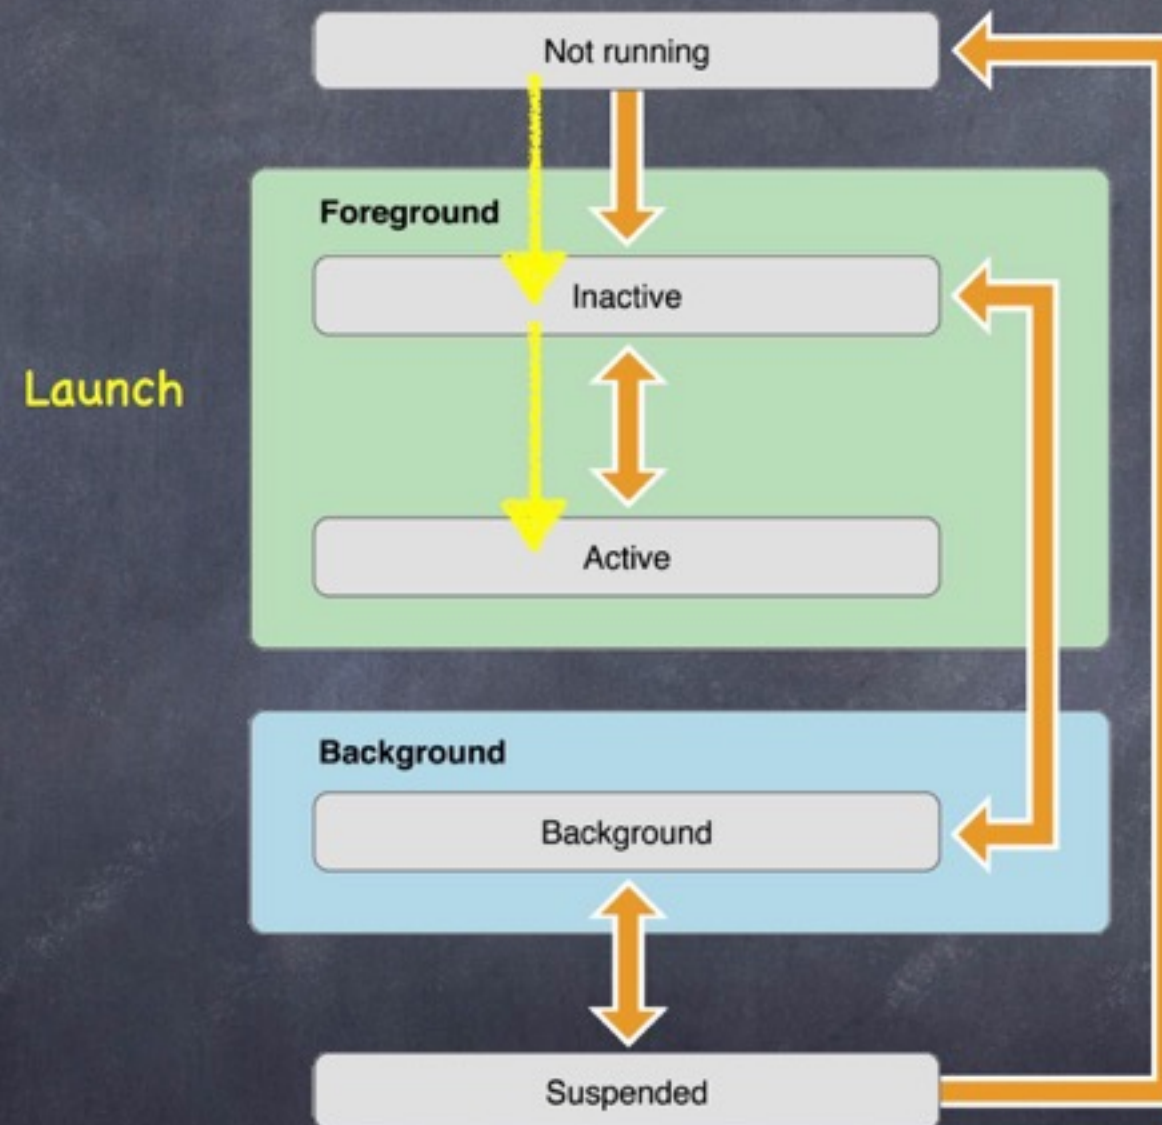 Not running
Foreground
Inactive
Launch
Active
Background
Background
Suspended